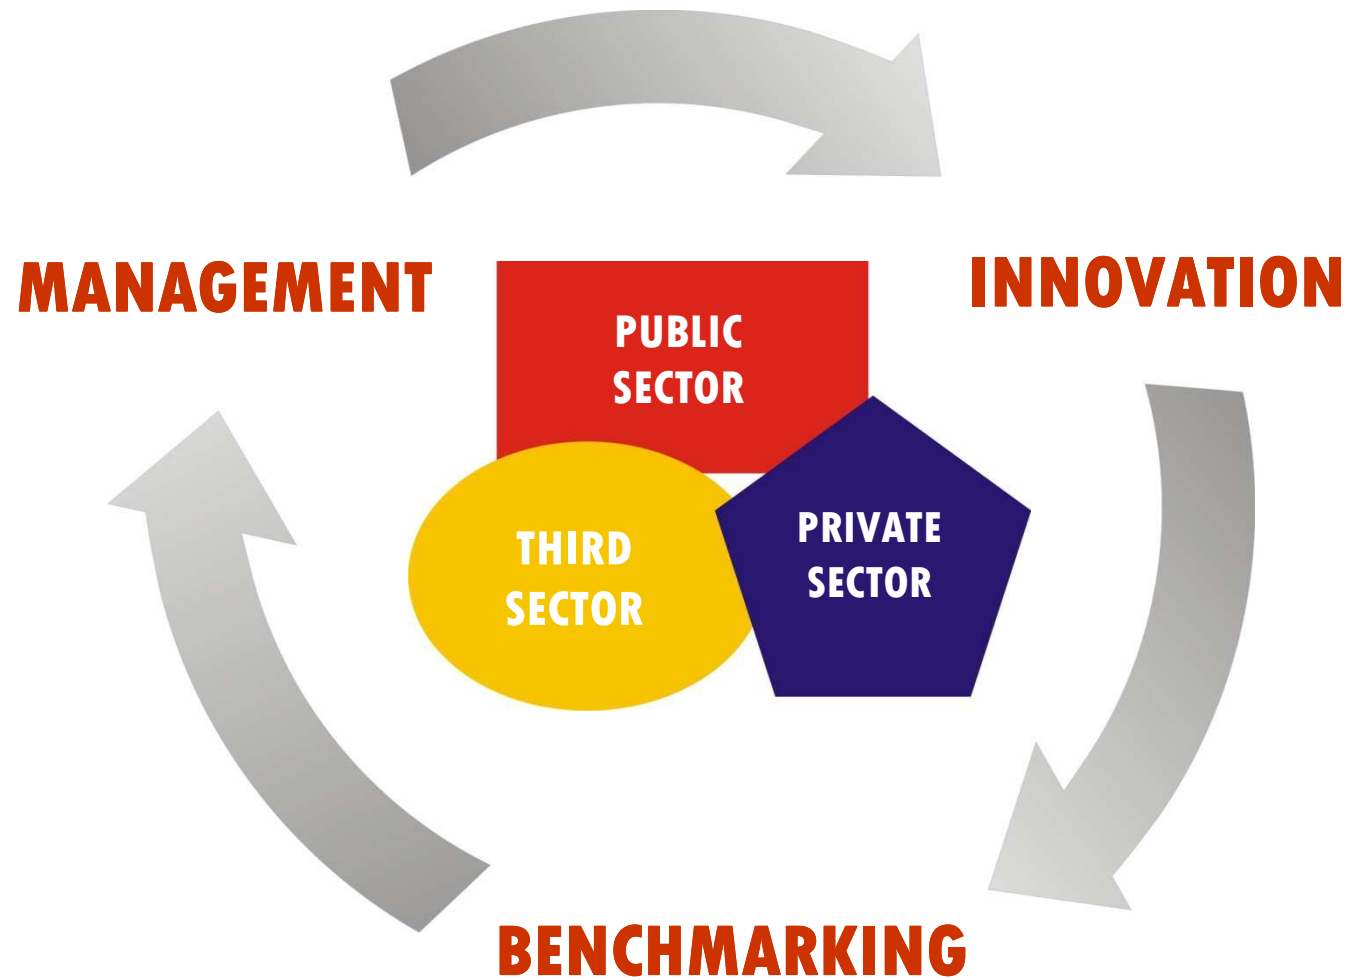 MANAGEMENT
INNOVATION
PUBLIC
SECTOR
THIRD
SECTOR
PRIVATE
SECTOR
BENCHMARKING